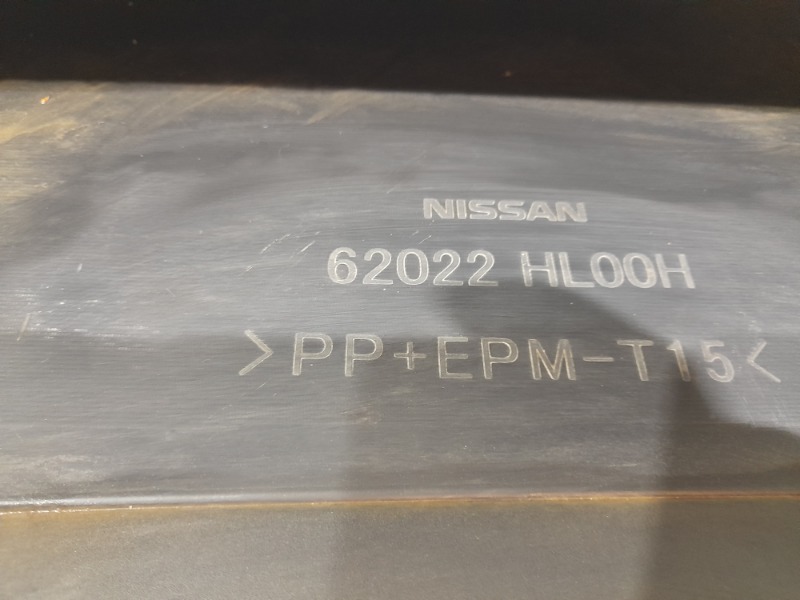 NISSAN
62022 HL00H
>PP+EPM-T15<